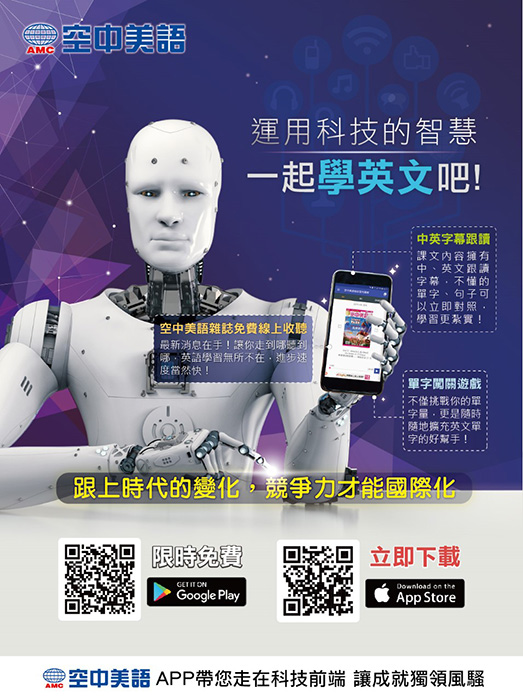 AMC 空中美語
運用科技的智慧
一起學英文吧!
中英字幕跟讀
課文內容擁有
中、英文跟讀
字幕，不懂的
單字、句子可
以立即對照，
學習更紮實！
空中美語雜誌免費線上收聽
最新消息在手！讓你走到哪聽到
哪，英語學習無所不在，進步速
度當然快！
單字闖關遊戲
不僅挑戰你的單
字量，更是隨時
隨地擴充英文單
字的好幫手！
跟上時代的變化，競爭力才能國際化
限時免費
GET IT ON
Google Play
立即下載
Download on the
App Store
AMC 空中美語 APP帶您走在科技前端 讓成就獨領風騷